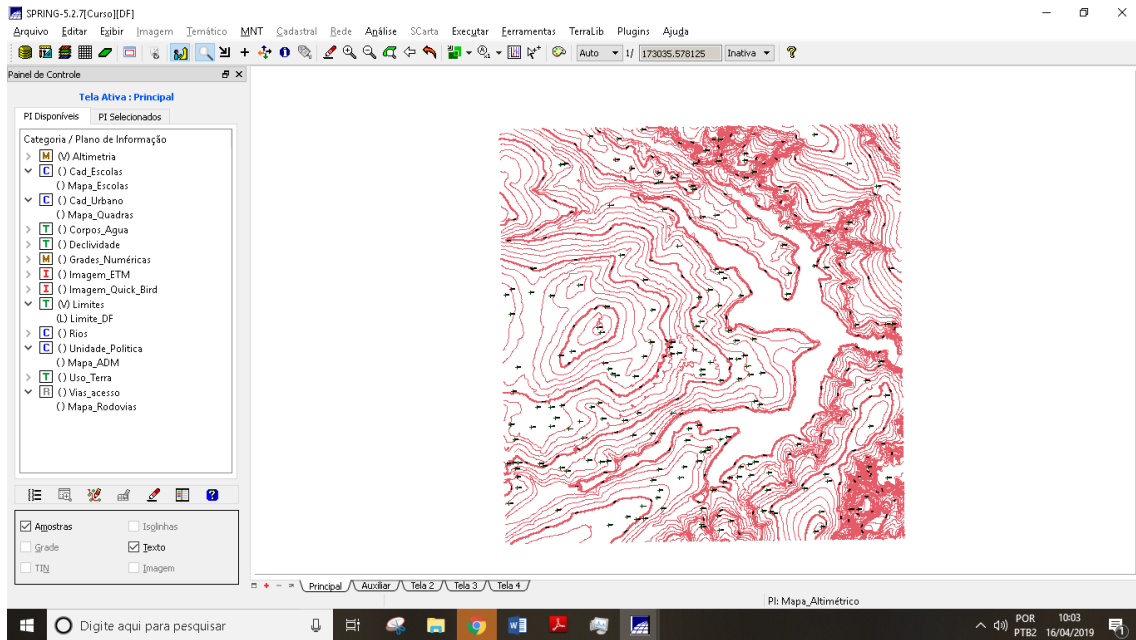 SPRING-5.2.7[Curso][DF]
Arquivo Editar Exibir Imagem Temático MNT Cadastral Rede Análise SCarta Executar Ferramentas TerraLib Plugins Ajuda
Auto 1/ 173035.578125 Inativa
Painel de Controle
Tela Ativa : Principal
PI Disponíveis PI Selecionados
Categoria / Plano de Informação
M (V) Altimetria
C () Cad_Escolas
() Mapa_Escolas
C () Cad_Urbano
() Mapa_Quadras
T () Corpos_Agua
T () Declividade
M () Grades_Numéricas
I () Imagem_ETM
I () Imagem_Quick_Bird
T (V) Limites
(L) Limite_DF
C () Rios
C () Unidade_Politica
() Mapa_ADM
T () Uso_Terra
R () Vias_acesso
() Mapa_Rodovias
Amostras Isolinhas
Grade Texto
TIN Imagem
Principal Auxiliar Tela 2 Tela 3 Tela 4
PI: Mapa_Altimétrico
Digite aqui para pesquisar
POR 10:03
PTB2 16/04/2019